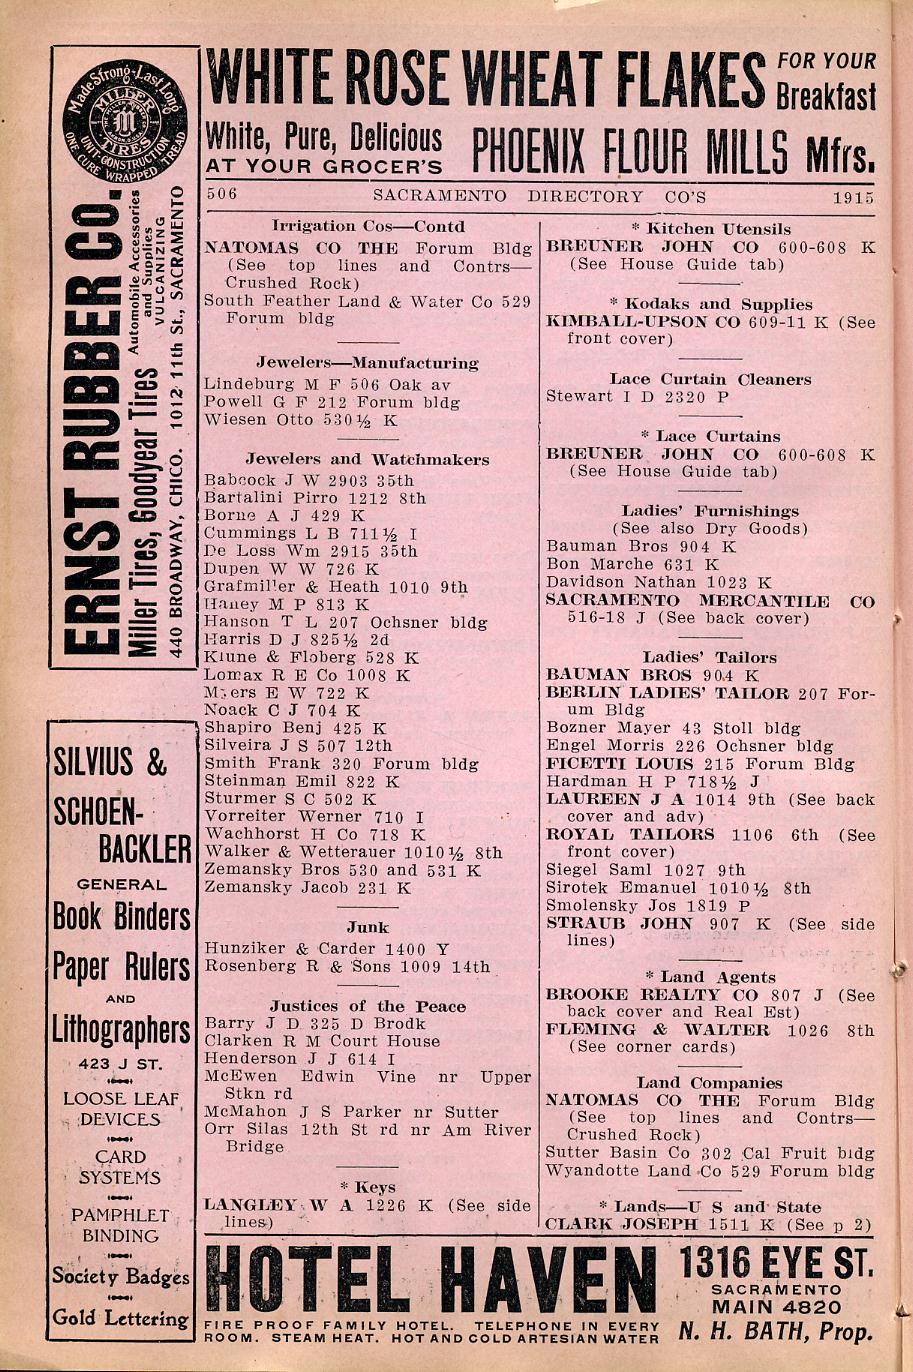 WHITE ROSE WHEAT FLAKES FOR YOUR Breakfast
White, Pure, Delicious
AT YOUR GROCER'S
PHOENIX FLOUR MILLS Mfrs.
506 SACRAMENTO DIRECTORY CO'S 1915
Made Strong-Last Long
MILLER
TIRES
UNIT-CONSTRUCTION
ONE CURE WRAPPED TREAD
ERNST RUBBER CO.
Miller Tires, Goodyear Tires
Automobile Accessories
and Supplies
VULCANIZING
440 BROADWAY, CHICO. 1012 11th St., SACRAMENTO
SILVIUS &
SCHOEN-
BACKLER
GENERAL
Book Binders
Paper Rulers
AND
Lithographers
423 J ST.
LOOSE LEAF
DEVICES
CARD
SYSTEMS
PAMPHLET
BINDING
Society Badges
Gold Lettering
Irrigation Cos—Contd
NATOMAS CO THE Forum Bldg
(See top lines and Contrs—
Crushed Rock)
South Feather Land & Water Co 529
Forum bldg
Jewelers—Manufacturing
Lindeburg M F 506 Oak av
Powell G F 212 Forum bldg
Wiesen Otto 530½ K
Jewelers and Watchmakers
Babcock J W 2903 35th
Bartalini Pirro 1212 8th
Borne A J 429 K
Cummings L B 711½ I
De Loss Wm 2915 35th
Dupen W W 726 K
Grafmiller & Heath 1010 9th
Haney M P 813 K
Hanson T L 207 Ochsner bldg
Harris D J 825½ 2d
Klune & Floberg 528 K
Lomax R E Co 1008 K
Myers E W 722 K
Noack C J 704 K
Shapiro Benj 425 K
Silveira J S 507 12th
Smith Frank 320 Forum bldg
Steinman Emil 822 K
Sturmer S C 502 K
Vorreiter Werner 710 I
Wachhorst H Co 718 K
Walker & Wetterauer 1010½ 8th
Zemansky Bros 530 and 531 K
Zemansky Jacob 231 K
Junk
Hunziker & Carder 1400 Y
Rosenberg R & Sons 1009 14th
Justices of the Peace
Barry J D 325 D Brodk
Clarken R M Court House
Henderson J J 614 I
McEwen Edwin Vine nr Upper
Stkn rd
McMahon J S Parker nr Sutter
Orr Silas 12th St rd nr Am River
Bridge
* Keys
LANGLEY W A 1226 K (See side
lines)
* Kitchen Utensils
BREUNER JOHN CO 600-608 K
(See House Guide tab)
* Kodaks and Supplies
KIMBALL-UPSON CO 609-11 K (See
front cover)
Lace Curtain Cleaners
Stewart I D 2320 P
* Lace Curtains
BREUNER JOHN CO 600-608 K
(See House Guide tab)
Ladies' Furnishings
(See also Dry Goods)
Bauman Bros 904 K
Bon Marche 631 K
Davidson Nathan 1023 K
SACRAMENTO MERCANTILE CO
516-18 J (See back cover)
Ladies' Tailors
BAUMAN BROS 904 K
BERLIN LADIES' TAILOR 207 For-
um Bldg
Bozner Mayer 43 Stoll bldg
Engel Morris 226 Ochsner bldg
FICETTI LOUIS 215 Forum Bldg
Hardman H P 718½ J
LAUREEN J A 1014 9th (See back
cover and adv)
ROYAL TAILORS 1106 6th (See
front cover)
Siegel Saml 1027 9th
Sirotek Emanuel 1010½ 8th
Smolensky Jos 1819 P
STRAUB JOHN 907 K (See side
lines)
* Land Agents
BROOKE REALTY CO 807 J (See
back cover and Real Est)
FLEMING & WALTER 1026 8th
(See corner cards)
Land Companies
NATOMAS CO THE Forum Bldg
(See top lines and Contrs—
Crushed Rock)
Sutter Basin Co 302 Cal Fruit bldg
Wyandotte Land Co 529 Forum bldg
* Lands—U S and State
CLARK JOSEPH 1511 K (See p 2)
HOTEL HAVEN
FIRE PROOF FAMILY HOTEL. TELEPHONE IN EVERY
ROOM. STEAM HEAT. HOT AND COLD ARTESIAN WATER
1316 EYE ST.
SACRAMENTO
MAIN 4820
N. H. BATH, Prop.